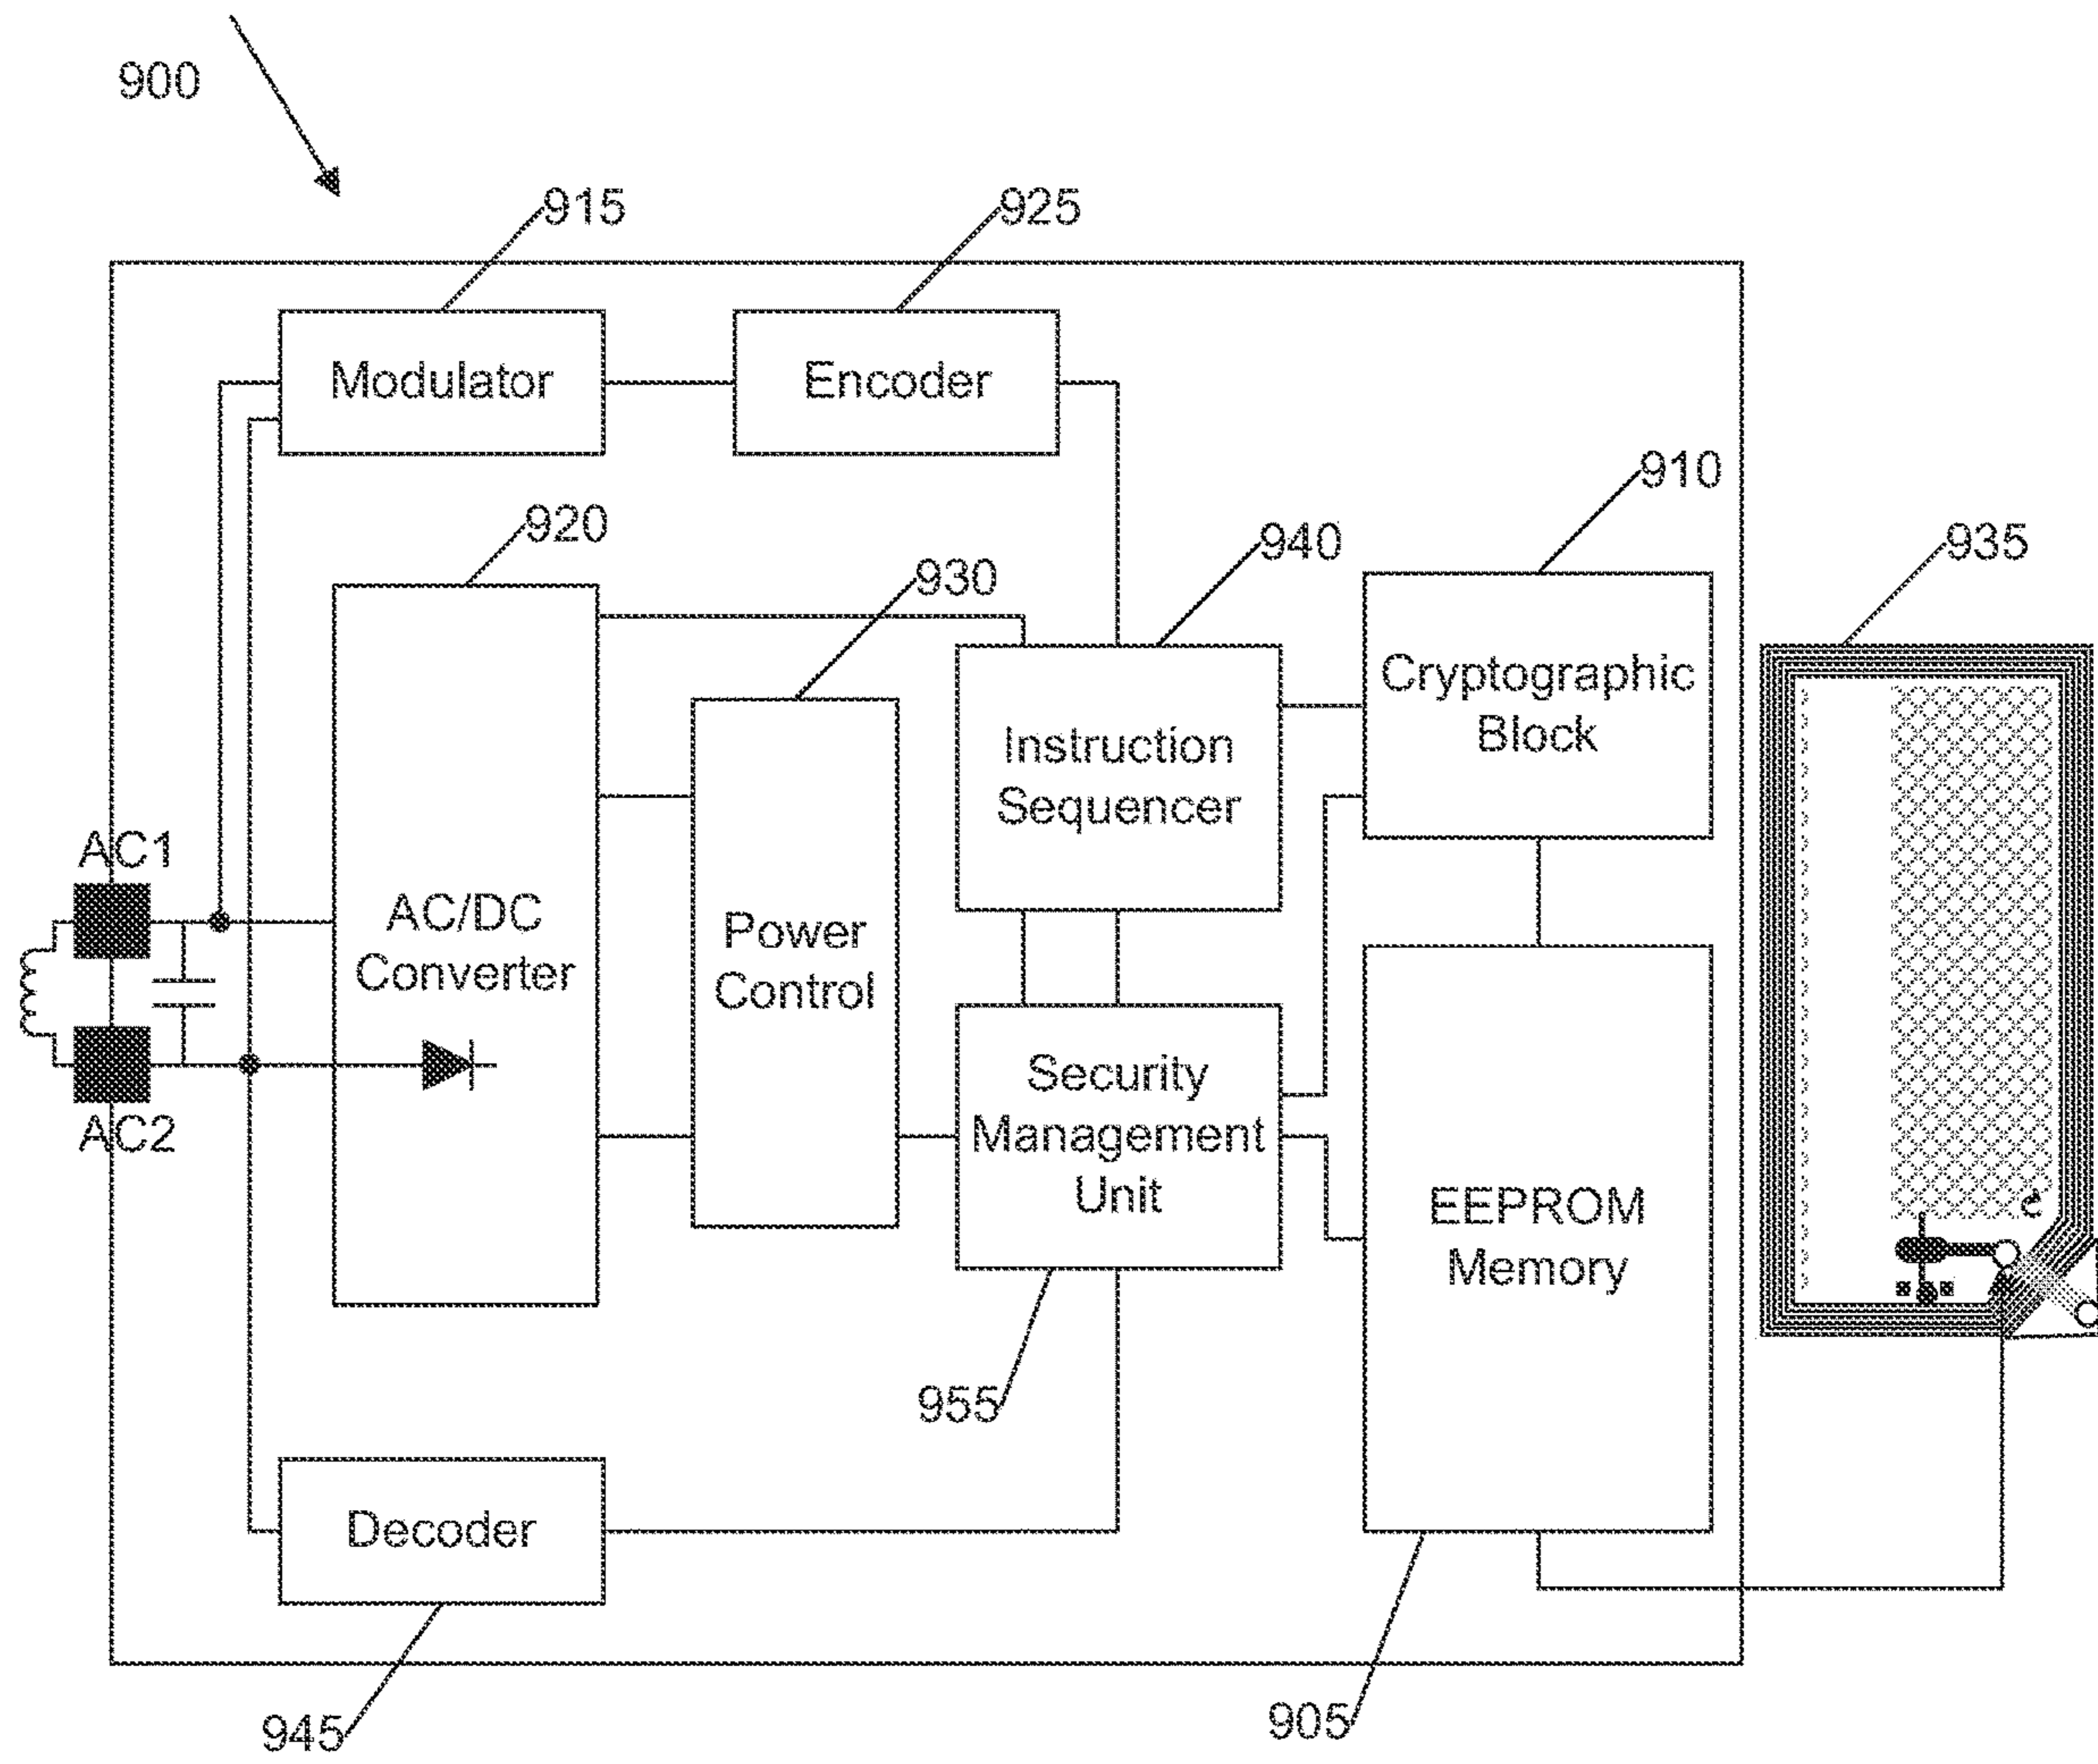 900
915
925
Modulator
Encoder
910
920
940
935
930
Cryptographic
Block
Instruction
Sequencer
AC1
AC/DC
Converter
Power
Control
Security
Management
Unit
AC2
EEPROM
Memory
955
Decoder
945
905